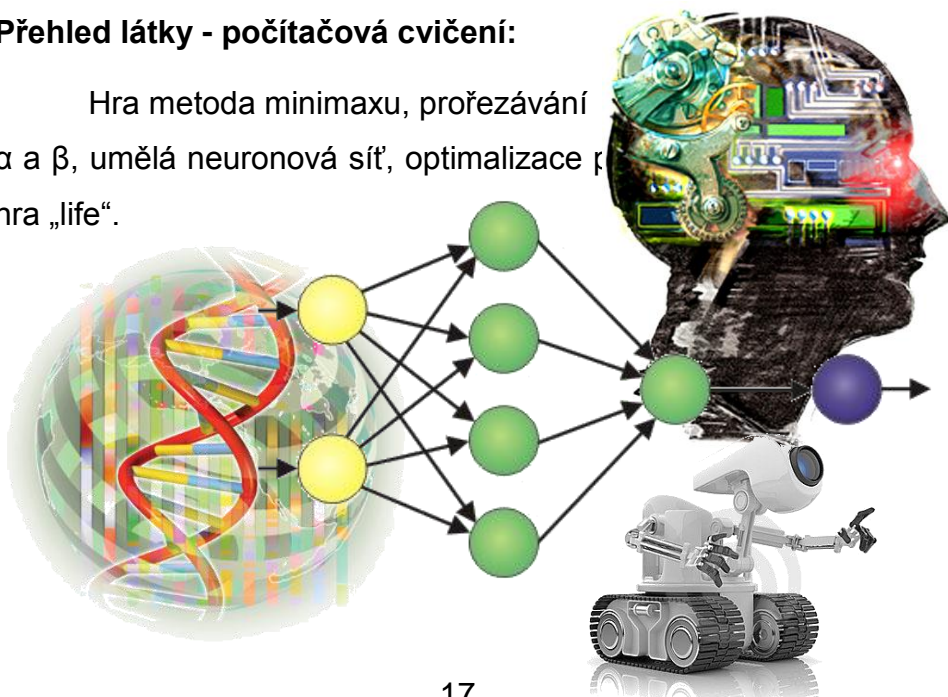 Přehled látky - počítačová cvičení:
Hra metoda minimaxu, prořezávání
α a β, umělá neuronová síť, optimalizace
hra „life“.
17